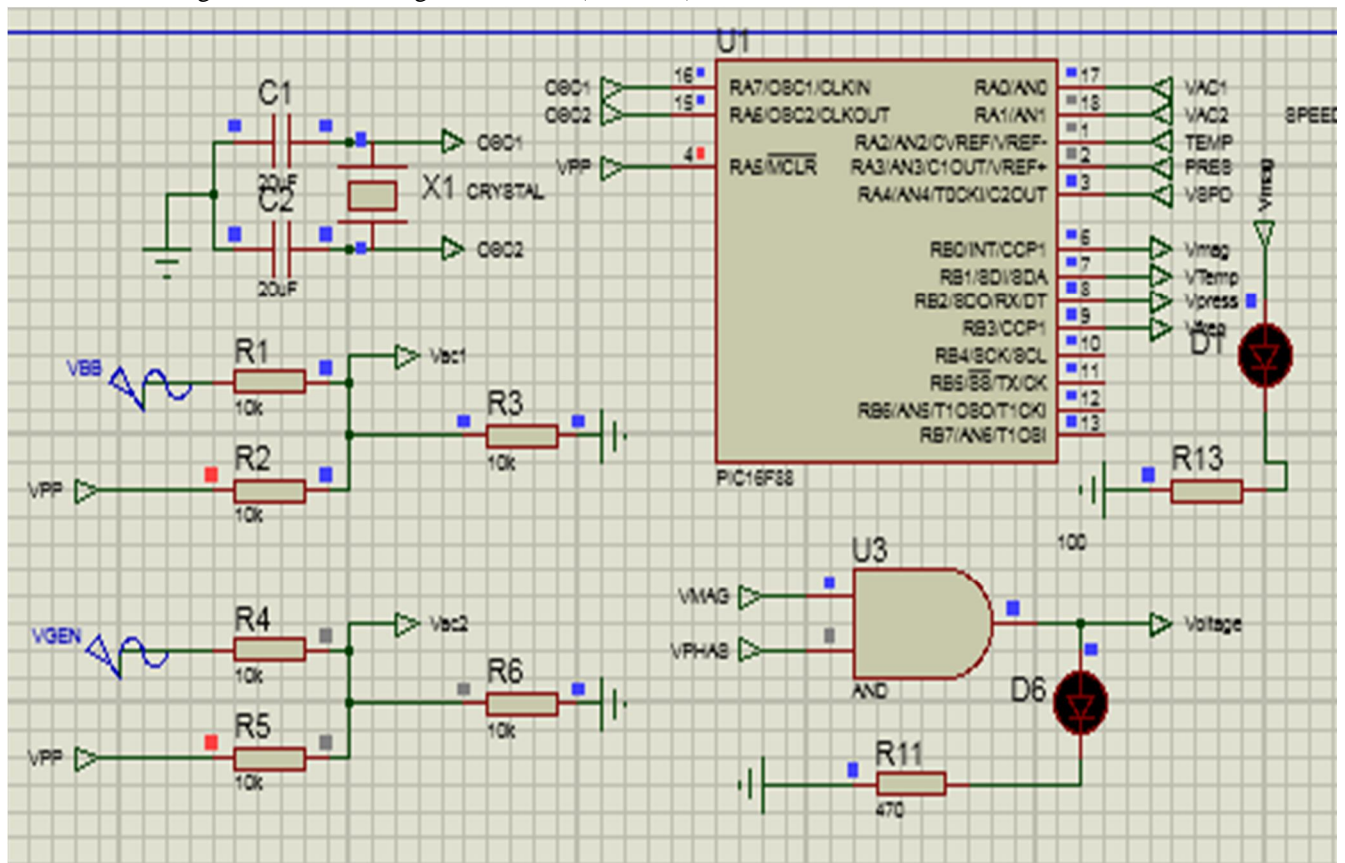 U1
C1
20uF
C2
20uF
X1 CRYSTAL
OSC1
OSC2
OSC1
OSC2
VPP
16
15
4
RA7/OSC1/CLKIN
RA6/OSC2/CLKOUT
RA5/MCLR
RA0/AN0
RA1/AN1
RA2/AN2/CVREF/VREF-
RA3/AN3/C1OUT/VREF+
RA4/AN4/T0CKI/C2OUT
RB0/INT/CCP1
RB1/SDI/SDA
RB2/SDO/RX/DT
RB3/CCP1
RB4/SCK/SCL
RB5/SS/TX/CK
RB6/AN5/T1OSO/T1CKI
RB7/AN6/T1OSI
17
18
1
2
3
6
7
8
9
10
11
12
13
VAC1
VAC2
TEMP
PRES
VSPD
Vmag
VTemp
Vpress
PIC16F88
SPEED
Vmag
D1
R13
100
VBB
R1
10k
Vac1
R3
10k
VPP
R2
10k
VGEN
R4
10k
Vac2
R6
10k
VPP
R5
10k
U3
VMAG
VPHAS
AND
Voltage
D6
R11
470